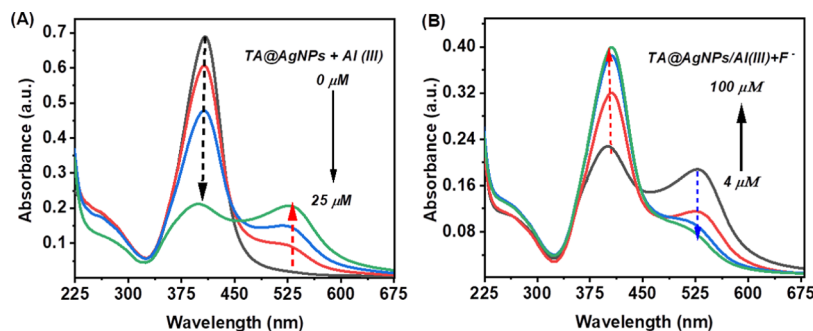 (A)
TA@AgNPs + Al (III)
0 μM
25 μM
0.7
0.6
0.5
0.4
0.3
0.2
0.1
Absorbance (a.u.)
225 300 375 450 525 600 675
Wavelength (nm)
(B)
TA@AgNPs/Al(III)+F⁻
100 μM
4 μM
0.40
0.32
0.24
0.16
0.08
Absorbance (a.u.)
225 300 375 450 525 600 675
Wavelength (nm)